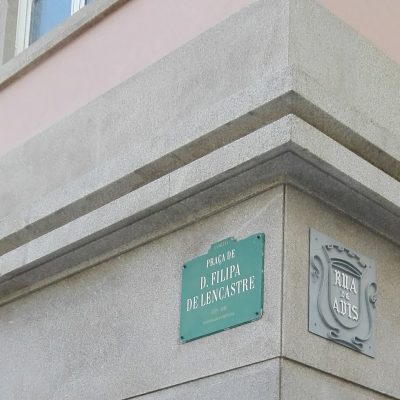 PRAÇA DE
D. FILIPA
DE LENCASTRE
RUA
DE
AVIS